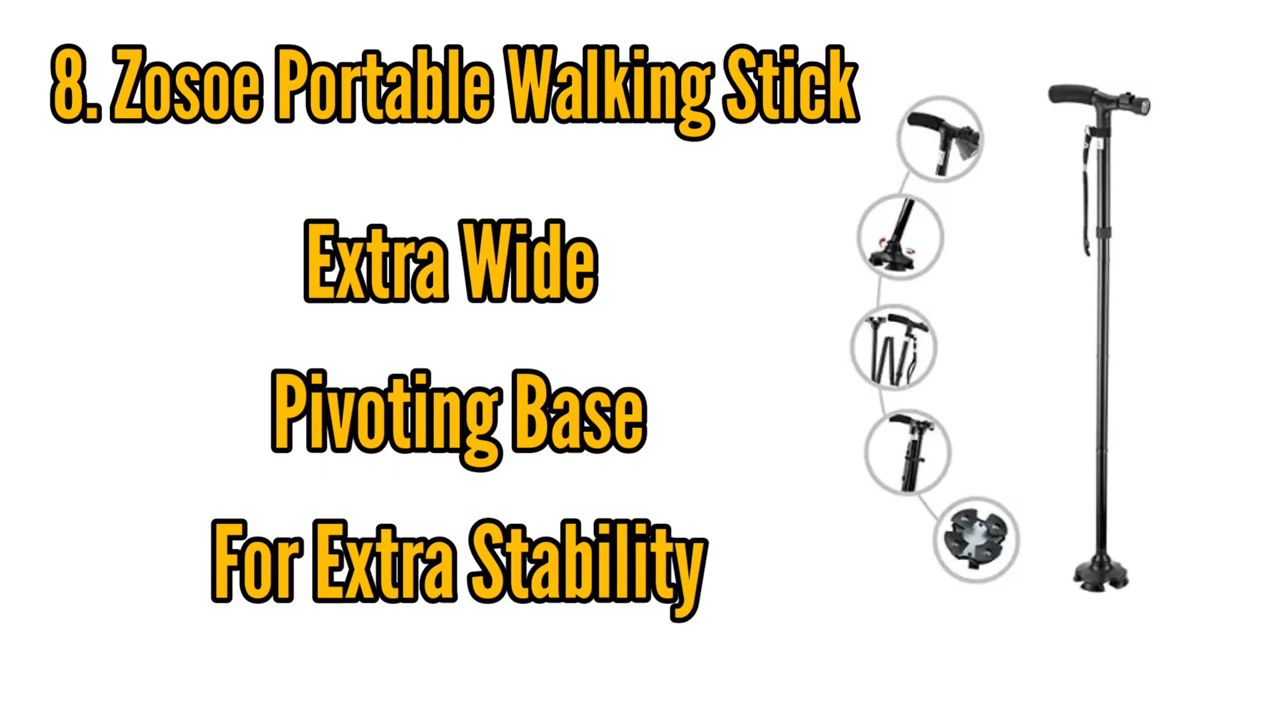 8. Zosoe Portable Walking Stick
Extra Wide
Pivoting Base
For Extra Stability